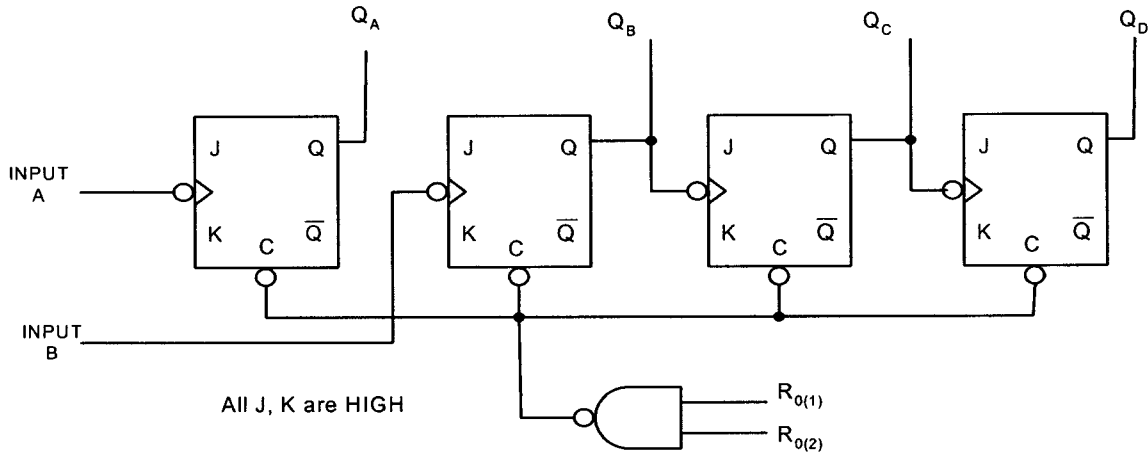 Q_A
Q_B
Q_C
Q_D
J Q
K C Q̅
J Q
K C Q̅
J Q
K C Q̅
J Q
K C Q̅
INPUT
A
INPUT
B
All J, K are HIGH
R_0(1)
R_0(2)